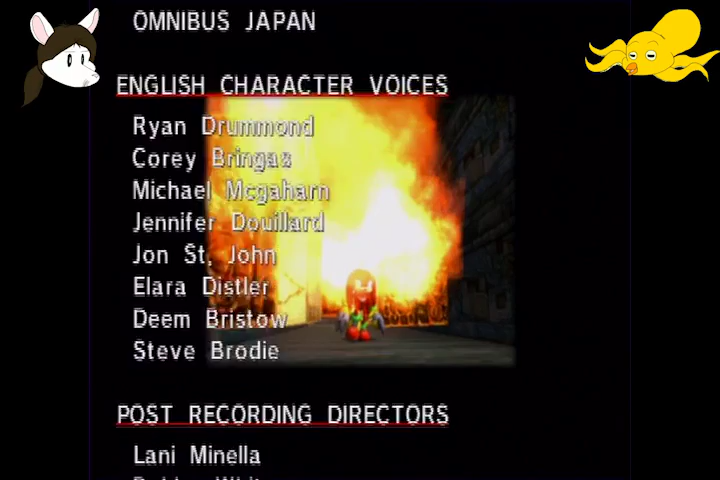 OMNIBUS JAPAN
ENGLISH CHARACTER VOICES
Ryan Drummond
Corey Bringas
Michael Mcgaharn
Jennifer Douillard
Jon St. John
Elara Distler
Deem Bristow
Steve Brodie
POST RECORDING DIRECTORS
Lani Minella